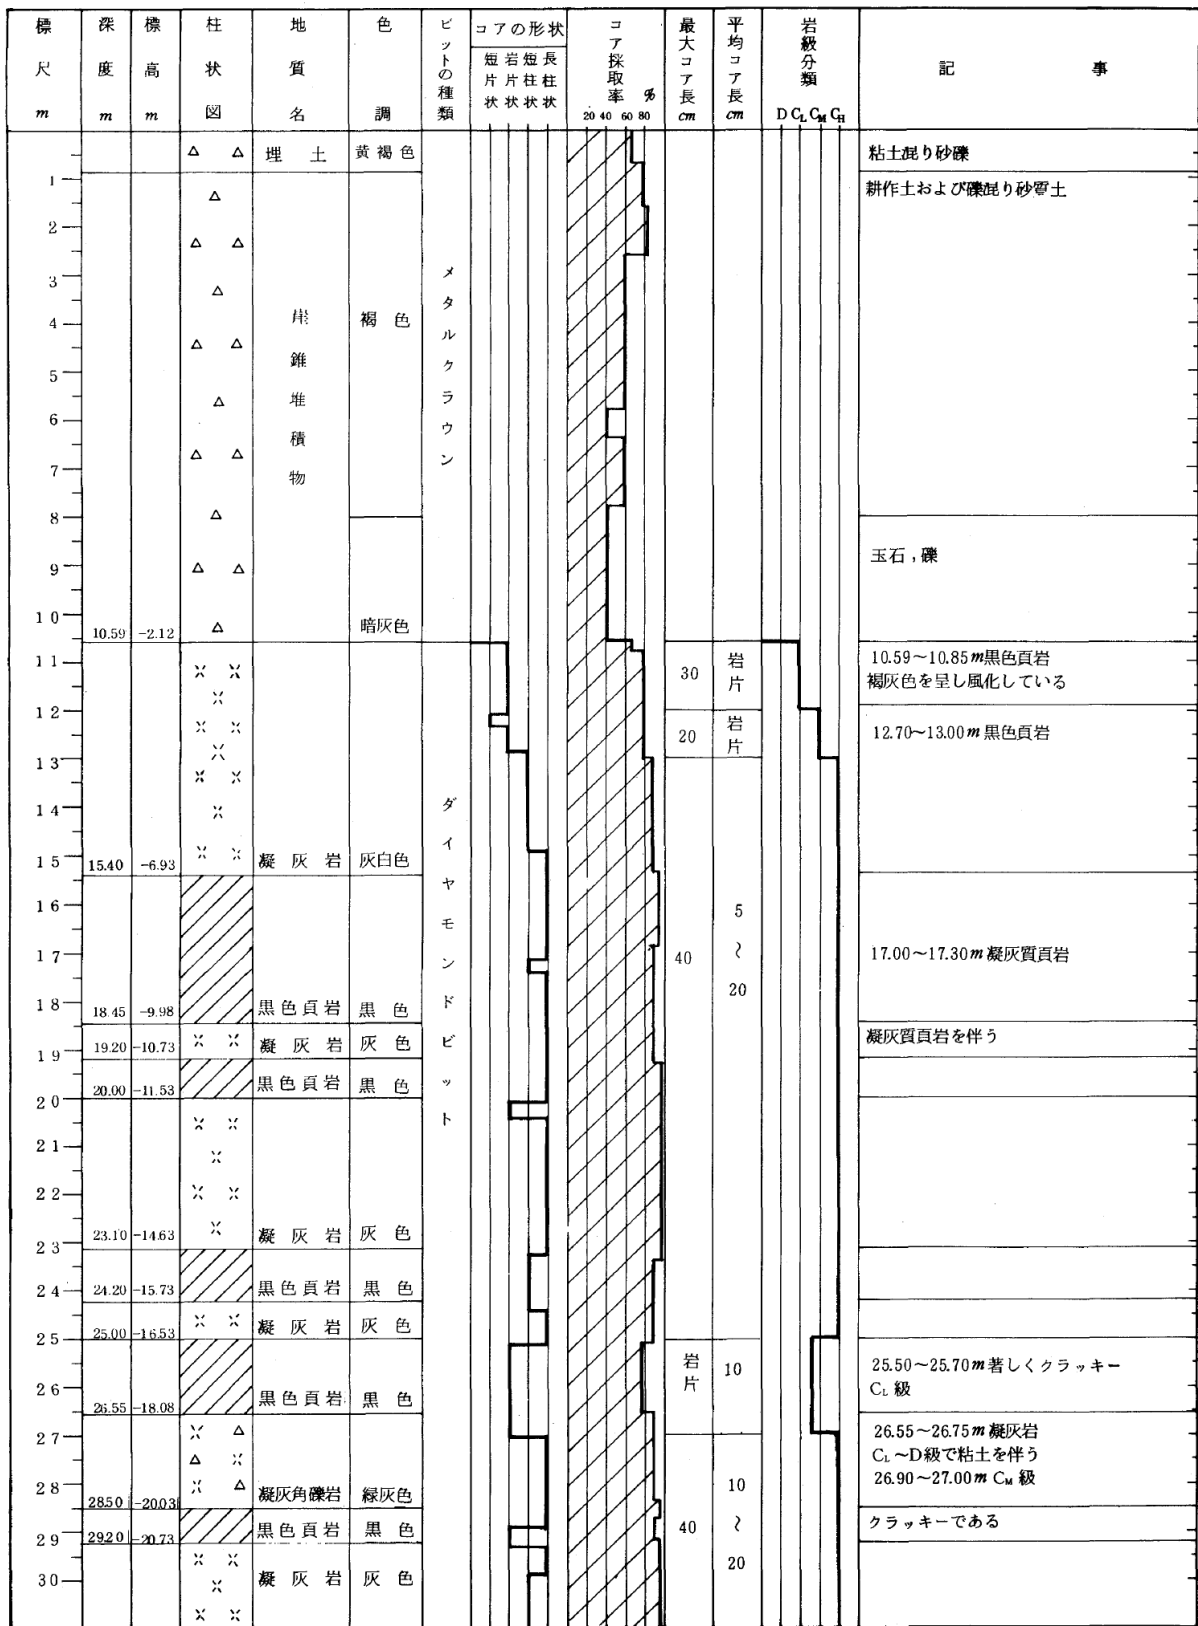 標尺 m
深度 m
標高 m
柱状図
地質名
色調
ビットの種類
コアの形状
短片状 岩片状 短柱状 長柱状
コア採取率 %
20 40 60 80
最大コア長 cm
平均コア長 cm
岩級分類
D CL CM CH
記 事
埋 土 黄褐色 粘土混り砂礫
1
耕作土および礫混り砂質土
2
3
4
5
6
7
8
崖錐堆積物
褐 色
メタルクラウン
玉石,礫
9
10
10.59 -2.12 暗灰色
11
30 岩片
10.59~10.85m黒色頁岩
褐灰色を呈し風化している
12
20 岩片
12.70~13.00m 黒色頁岩
13
14
15
15.40 -6.93 凝灰岩 灰白色
ダイヤモンドビット
16
17
40
5~20
17.00~17.30m 凝灰質頁岩
18
18.45 -9.98 黒色頁岩 黒 色
19
19.20 -10.73 凝灰岩 灰 色 凝灰質頁岩を伴う
20.00 -11.53 黒色頁岩 黒 色
20
21
22
23.10 -14.63 凝灰岩 灰 色
23
24
24.20 -15.73 黒色頁岩 黒 色
25.00 -16.53 凝灰岩 灰 色
25
岩片 10
25.50~25.70m 著しくクラッキー
CL 級
26
26.55 -18.08 黒色頁岩 黒 色
27
26.55~26.75m 凝灰岩
CL~D級で粘土を伴う
26.90~27.00m CM 級
28
28.50 -20.03 凝灰角礫岩 緑灰色
40
10~20
29
29.20 -20.73 黒色頁岩 黒 色 クラッキーである
30
凝灰岩 灰 色